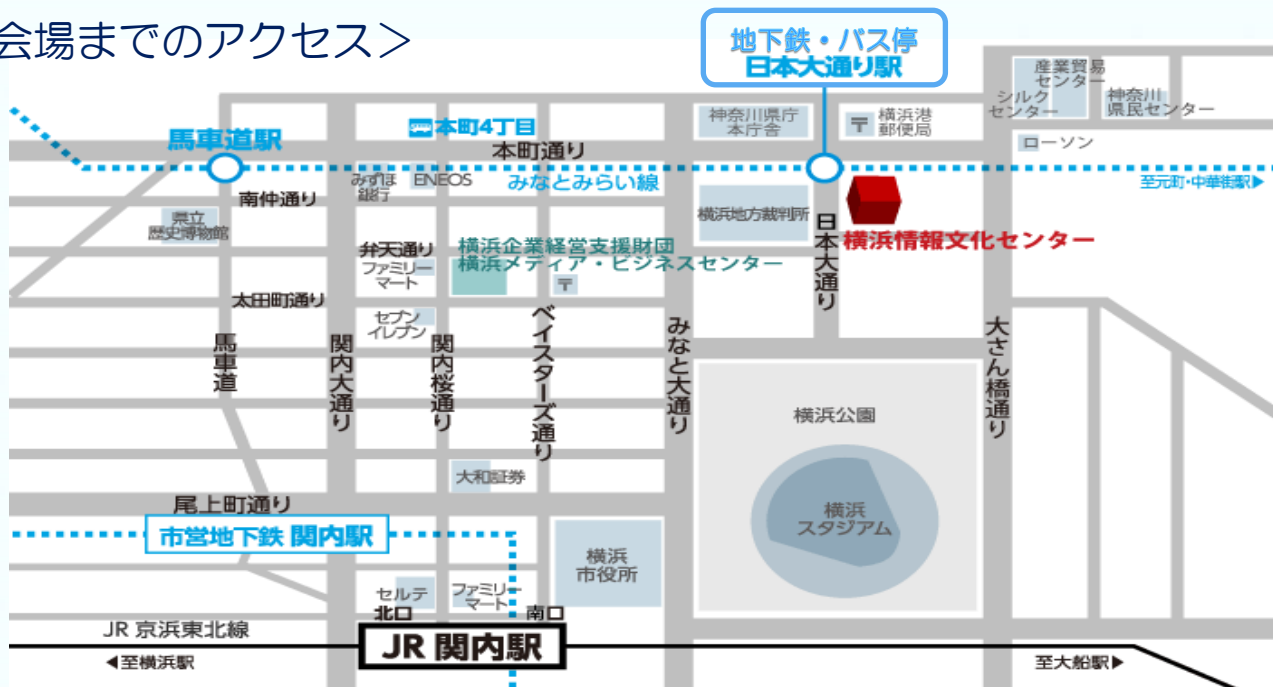 会場までのアクセス＞
地下鉄・バス停
日本大通り駅
産業貿易
センター
シルク
センター
神奈川
県民センター
神奈川県庁
本庁舎
〒 横浜港
郵便局
ローソン
馬車道駅
本町4丁目
本町通り
みずほ
銀行
ENEOS
みなとみらい線
至元町・中華街駅▶
南仲通り
県立
歴史博物館
横浜地方裁判所
日本大通り
横浜情報文化センター
弁天通り
ファミリー
マート
横浜企業経営支援財団
横浜メディア・ビジネスセンター
〒
太田町通り
セブン
イレブン
馬車道
関内大通り
関内桜通り
ベイスターズ通り
みなと大通り
大さん橋通り
横浜公園
大和証券
横浜
スタジアム
尾上町通り
市営地下鉄 関内駅
横浜
市役所
セルテ
ファミリー
マート
北口
南口
JR 京浜東北線
JR 関内駅
◀至横浜駅
至大船駅▶